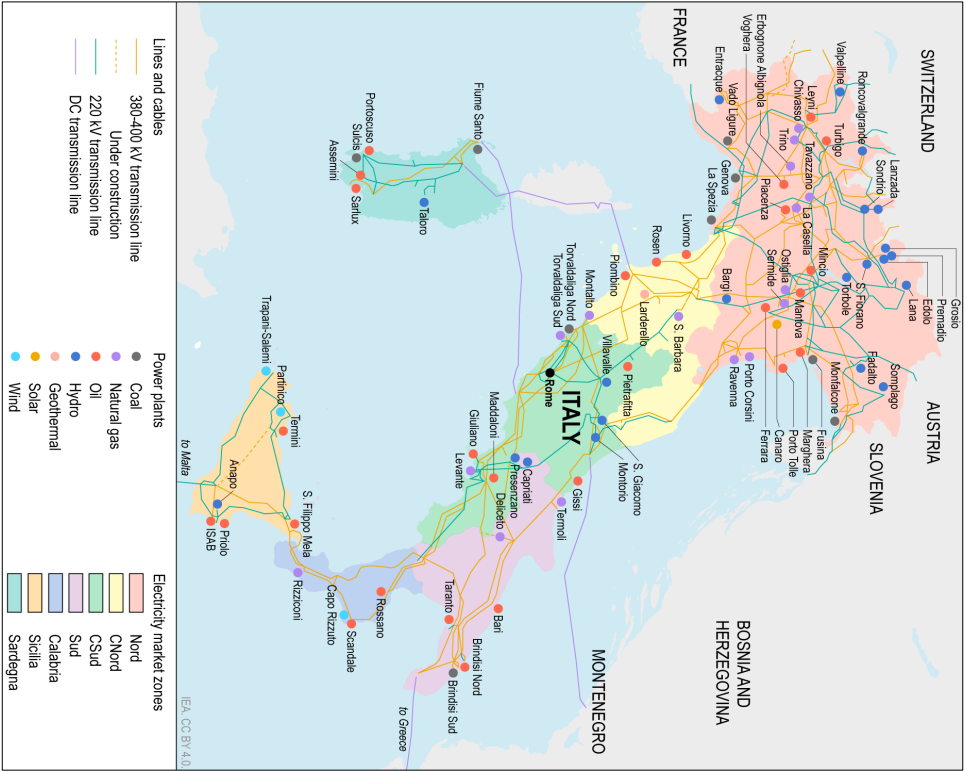 SWITZERLAND
AUSTRIA
SLOVENIA
FRANCE
BOSNIA AND
HERZEGOVINA
MONTENEGRO
ITALY
Rome
Grosio
Premadio
Edolo
Lana
Lanzada
Sondrio
Roncovalgrande
Valpelline
S. Fiorano
Torbole
Soriplago
Fadalto
Monfalcone
Turbigo
Leyni
Chivasso
Trino
Tavazzano
La Casella
Mincio
Ostiglia
Sermide
Mantova
Fusina
Marghera
Porto Tolle
Canaro
Ferrara
Porto Corsini
Ravenna
Erbognone Albignola
Voghera
Vado Ligure
Entracque
Piacenza
Genova
La Spezia
Bargi
Livorno
Rosen
Piombino
Larderello
S. Barbara
Pietrafitta
Villavalle
Montalto
Torvaldaliga Nord
Torvaldaliga Sud
S. Giacomo
Montorio
Gissi
Termoli
Capriati
Presenzano
Deliceto
Maddaloni
Giuliano
Levante
Bari
Taranto
Brindisi Nord
Brindisi Sud
to Greece
Rossano
Scandale
Capo Rizzuto
Rizziconi
S. Filippo Mela
Termini
Partinico
Trapani-Salemi
Anapo
Priolo
ISAB
to Malta
Fiume Santo
Taloro
Portoscuso
Sulcis
Assemini
Sarlux
Lines and cables
380-400 kV transmission line
Under construction
220 kV transmission line
DC transmission line
Power plants
Coal
Natural gas
Oil
Hydro
Geothermal
Solar
Wind
Electricity market zones
Nord
CNord
CSud
Sud
Calabria
Sicilia
Sardegna
IEA. CC BY 4.0.